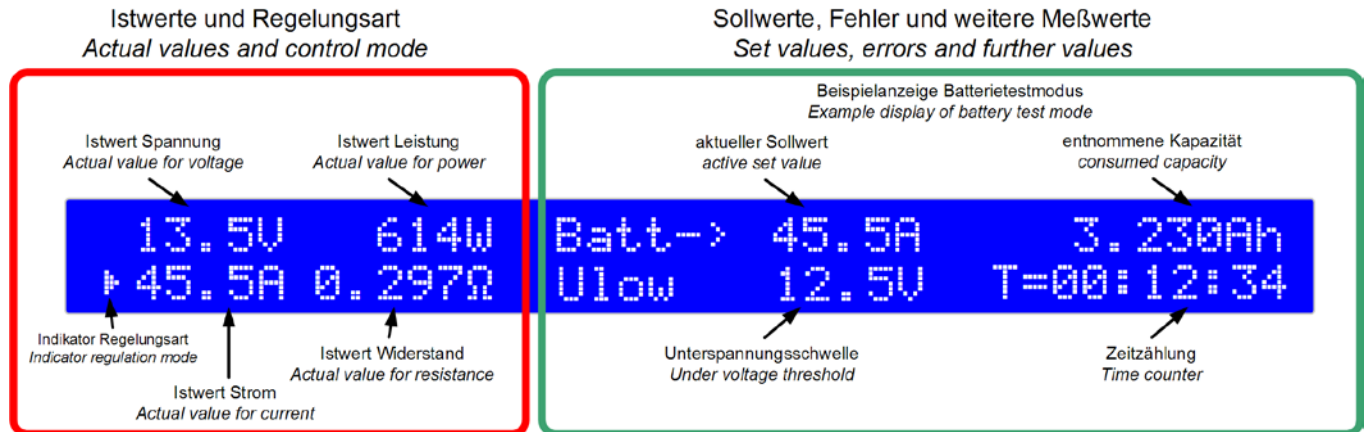 Istwerte und Regelungsart
Actual values and control mode
Sollwerte, Fehler und weitere Meßwerte
Set values, errors and further values
Beispielanzeige Batterietestmodus
Example display of battery test mode
Istwert Spannung
Actual value for voltage
Istwert Leistung
Actual value for power
aktueller Sollwert
active set value
entnommene Kapazität
consumed capacity
13.5V 614W Batt-> 45.5A 3.230Ah
45.5A 0.297Ω Ulow 12.5V T=00:12:34
Indikator Regelungsart
Indicator regulation mode
Istwert Strom
Actual value for current
Istwert Widerstand
Actual value for resistance
Unterspannungsschwelle
Under voltage threshold
Zeitzählung
Time counter